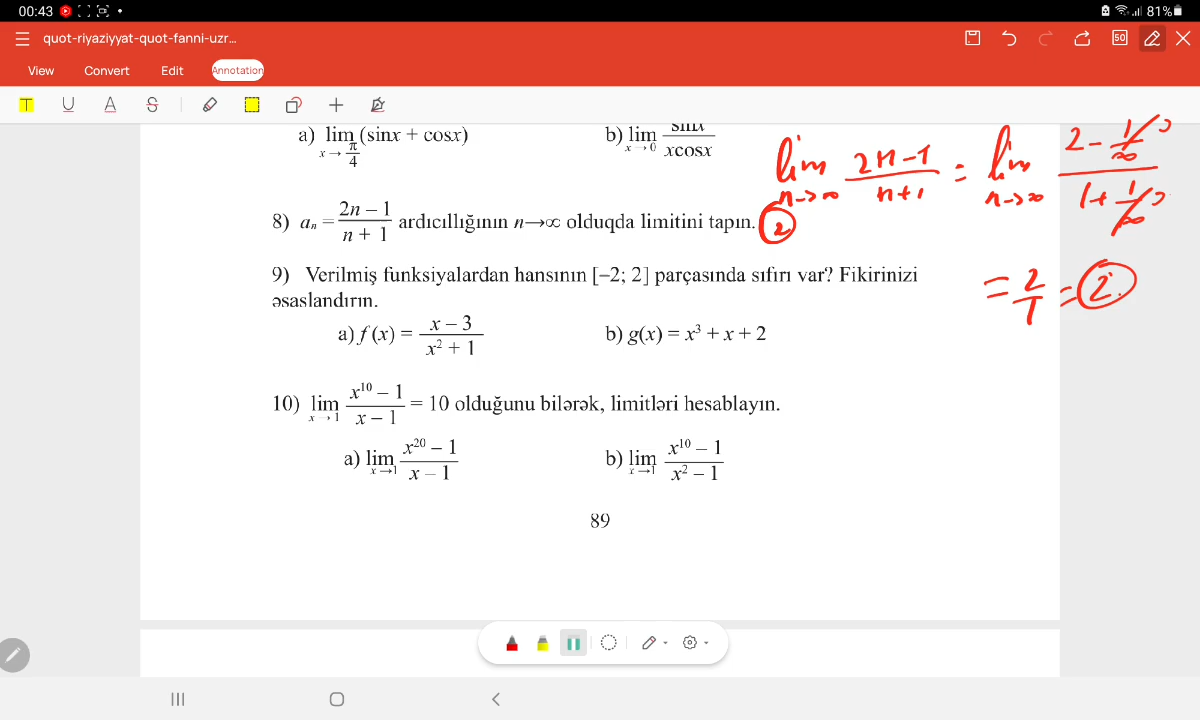 00:43 81%
quot-riyaziyyat-quot-fanni-uzr...
50
View Convert Edit Annotation
T U A S
a) lim x→π/4 (sinx + cosx) b) lim x→0 sinx/xcosx
lim n→∞ 2n-1/n+1 = lim n→∞ 2-1/∞ / 1+1/∞
8) aₙ = 2n – 1/n + 1 ardıcıllığının n→∞ olduqda limitini tapın. 2
= 2/1 = 2
9) Verilmiş funksiyalardan hansının [–2; 2] parçasında sıfırı var? Fikirinizi
əsaslandırın.
a) f (x) = x – 3/x² + 1 b) g(x) = x³ + x + 2
10) lim x→1 x¹⁰ – 1/x – 1 = 10 olduğunu bilərək, limitləri hesablayın.
a) lim x→1 x²⁰ – 1/x – 1 b) lim x→1 x¹⁰ – 1/x² – 1
89